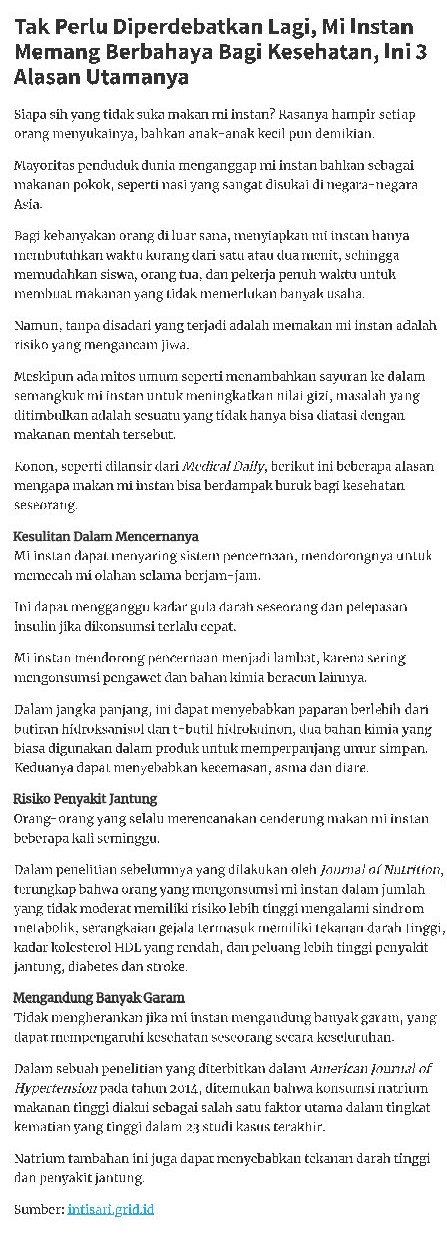 Tak Perlu Diperdebatkan Lagi, Mi Instan
Memang Berbahaya Bagi Kesehatan, Ini 3
Alasan Utamanya
Siapa sih yang tidak suka makan mi instan? Rasanya hampir setiap
orang menyukainya, bahkan anak-anak kecil pun demikian.
Mayoritas penduduk dunia menganggap mi instan bahkan sebagai
makanan pokok, seperti nasi yang sangat disukai di negara-negara
Asia.
Bagi kebanyakan orang di luar sana, menyiapkan mi instan hanya
membutuhkan waktu kurang dari satu atau dua menit, sehingga
memudahkan siswa, orang tua, dan pekerja penuh waktu untuk
membuat makanan yang tidak memerlukan banyak usaha.
Namun, tanpa disadari yang terjadi adalah memakan mi instan adalah
risiko yang mengancam jiwa.
Meskipun ada mitos umum seperti menambahkan sayuran ke dalam
semangkuk mi instan untuk meningkatkan nilai gizi, masalah yang
ditimbulkan adalah sesuatu yang tidak hanya bisa diatasi dengan
makanan mentah tersebut.
Konon, seperti dilansir dari Medical Daily, berikut ini beberapa alasan
mengapa makan mi instan bisa berdampak buruk bagi kesehatan
seseorang.
Kesulitan Dalam Mencernanya
Mi instan dapat menyaring sistem pencernaan, mendorongnya untuk
memecah mi olahan selama berjam-jam.
Ini dapat mengganggu kadar gula darah seseorang dan pelepasan
insulin jika dikonsumsi terlalu cepat.
Mi instan mendorong pencernaan menjadi lambat, karena sering
mengonsumsi pengawet dan bahan kimia beracun lainnya.
Dalam jangka panjang, ini dapat menyebabkan paparan berlebih dari
butiran hidroksanisol dan t-butil hidrokuinon, dua bahan kimia yang
biasa digunakan dalam produk untuk memperpanjang umur simpan.
Keduanya dapat menyebabkan kecemasan, asma dan diare.
Risiko Penyakit Jantung
Orang-orang yang selalu merencanakan cenderung makan mi instan
beberapa kali seminggu.
Dalam penelitian sebelumnya yang dilakukan oleh Journal of Nutrition,
terungkap bahwa orang yang mengonsumsi mi instan dalam jumlah
yang tidak moderat memiliki risiko lebih tinggi mengalami sindrom
metabolik, serangkaian gejala termasuk memiliki tekanan darah tinggi,
kadar kolesterol HDL yang rendah, dan peluang lebih tinggi penyakit
jantung, diabetes dan stroke.
Mengandung Banyak Garam
Tidak mengherankan jika mi instan mengandung banyak garam, yang
dapat mempengaruhi kesehatan seseorang secara keseluruhan.
Dalam sebuah penelitian yang diterbitkan dalam American Journal of
Hypertension pada tahun 2014, ditemukan bahwa konsumsi natrium
makanan tinggi diakui sebagai salah satu faktor utama dalam tingkat
kematian yang tinggi dalam 23 studi kasus terakhir.
Natrium tambahan ini juga dapat menyebabkan tekanan darah tinggi
dan penyakit jantung.
Sumber: intisari.grid.id